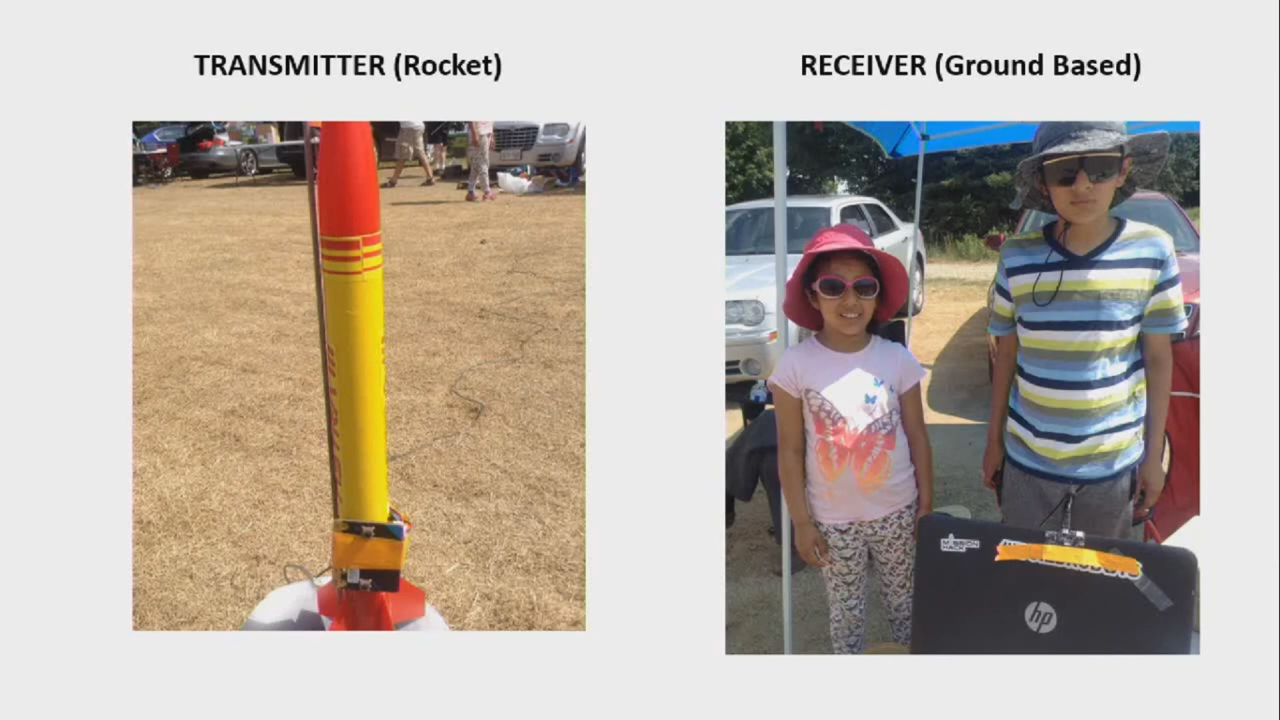 TRANSMITTER (Rocket)
RECEIVER (Ground Based)
MISSION
HACK
hp